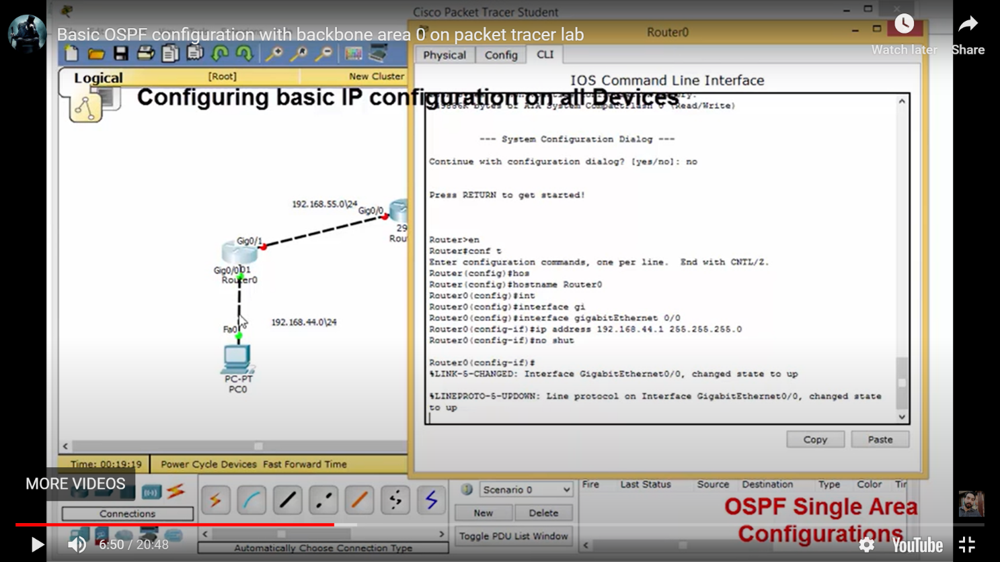 Cisco Packet Tracer Student
Basic OSPF configuration with backbone area 0 on packet tracer lab
Router0
Watch later
Share
Physical
Config
CLI
Logical
[Root]
New Cluster
IOS Command Line Interface
Configuring basic IP configuration on all Devices
bytes of ATA System CompactFlash 0 (Read/Write)
--- System Configuration Dialog ---
Continue with configuration dialog? [yes/no]: no
Press RETURN to get started!
Router>en
Router#conf t
Enter configuration commands, one per line. End with CNTL/Z.
Router(config)#hos
Router(config)#hostname Router0
Router0(config)#int
Router0(config)#interface gi
Router0(config)#interface gigabitEthernet 0/0
Router0(config-if)#ip address 192.168.44.1 255.255.255.0
Router0(config-if)#no shut
Router0(config-if)#
%LINK-5-CHANGED: Interface GigabitEthernet0/0, changed state to up
%LINEPROTO-5-UPDOWN: Line protocol on Interface GigabitEthernet0/0, changed state
to up
Copy
Paste
192.168.55.0\24
Gig0/0
29
Rou
Gig0/1
Gig0/0
Router0
192.168.44.0\24
Fa0
PC-PT
PC0
Time: 00:19:19
Power Cycle Devices Fast Forward Time
MORE VIDEOS
Connections
Automatically Choose Connection Type
Scenario 0
New
Delete
Toggle PDU List Window
Fire
Last Status
Source
Destination
Type
Color
OSPF Single Area
Configurations
6:50 / 20:48
YouTube